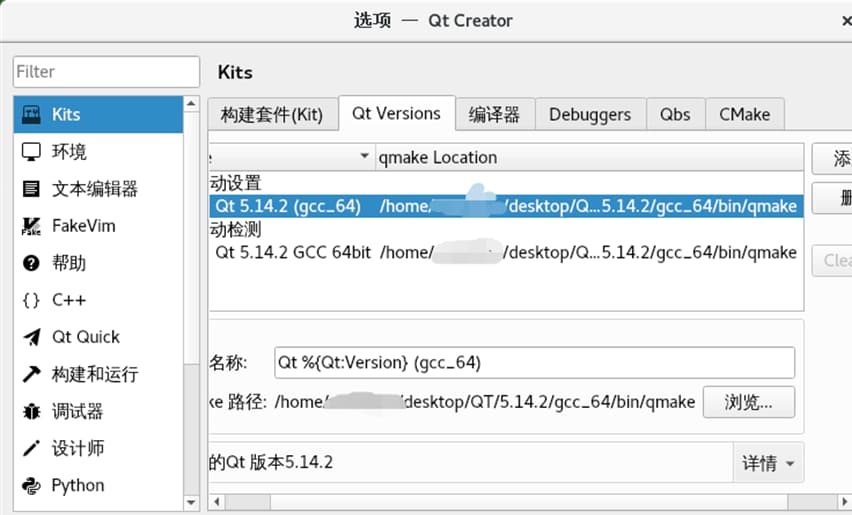 选项 — Qt Creator
Filter
Kits
Kits
环境
文本编辑器
FakeVim
帮助
C++
Qt Quick
构建和运行
调试器
设计师
Python
构建套件(Kit) Qt Versions 编译器 Debuggers Qbs CMake
qmake Location
动设置
Qt 5.14.2 (gcc_64) /home/ /desktop/Q...5.14.2/gcc_64/bin/qmake
动检测
Qt 5.14.2 GCC 64bit /home/ /desktop/Q...5.14.2/gcc_64/bin/qmake
名称: Qt %{Qt:Version} (gcc_64)
ke 路径: /home/ desktop/QT/5.14.2/gcc_64/bin/qmake 浏览...
的Qt 版本5.14.2 详情
添
Clea